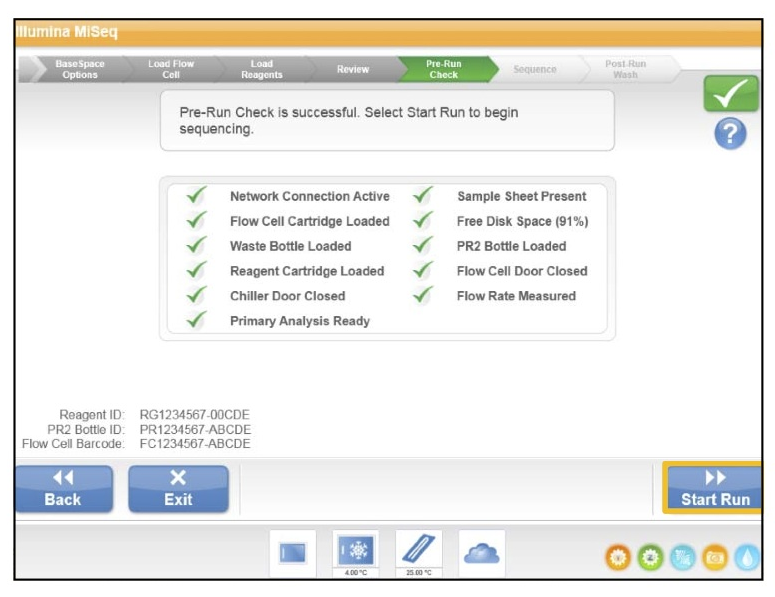 Illumina MiSeq
BaseSpace Options
Load Flow Cell
Load Reagents
Review
Pre-Run Check
Sequence
Post-Run Wash
Pre-Run Check is successful. Select Start Run to begin
sequencing.
?
Network Connection Active
Sample Sheet Present
Flow Cell Cartridge Loaded
Free Disk Space (91%)
Waste Bottle Loaded
PR2 Bottle Loaded
Reagent Cartridge Loaded
Flow Cell Door Closed
Chiller Door Closed
Flow Rate Measured
Primary Analysis Ready
Reagent ID: RG1234567-00CDE
PR2 Bottle ID: PR1234567-ABCDE
Flow Cell Barcode: FC1234567-ABCDE
Back
Exit
Start Run
4.00 °C
25.60 °C